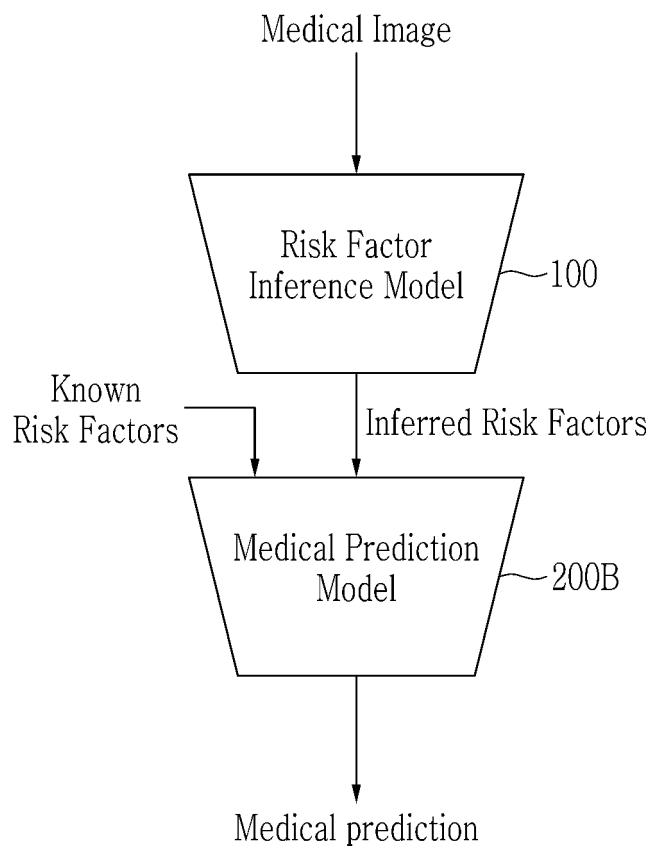 Medical Image
Risk Factor
Inference Model
100
Known
Risk Factors
Inferred Risk Factors
Medical Prediction
Model
200B
Medical prediction